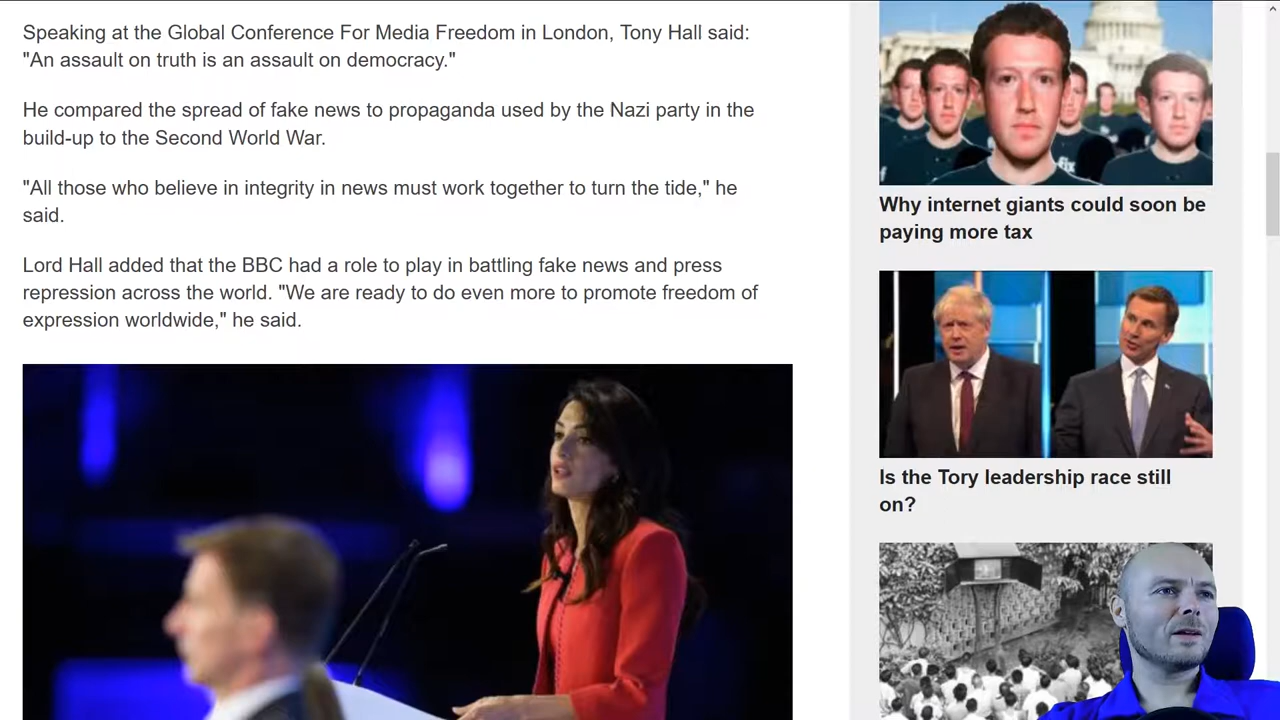 Speaking at the Global Conference For Media Freedom in London, Tony Hall said:
"An assault on truth is an assault on democracy."
He compared the spread of fake news to propaganda used by the Nazi party in the
build-up to the Second World War.
"All those who believe in integrity in news must work together to turn the tide," he
said.
Lord Hall added that the BBC had a role to play in battling fake news and press
repression across the world. "We are ready to do even more to promote freedom of
expression worldwide," he said.
fix
Why internet giants could soon be
paying more tax
Is the Tory leadership race still
on?